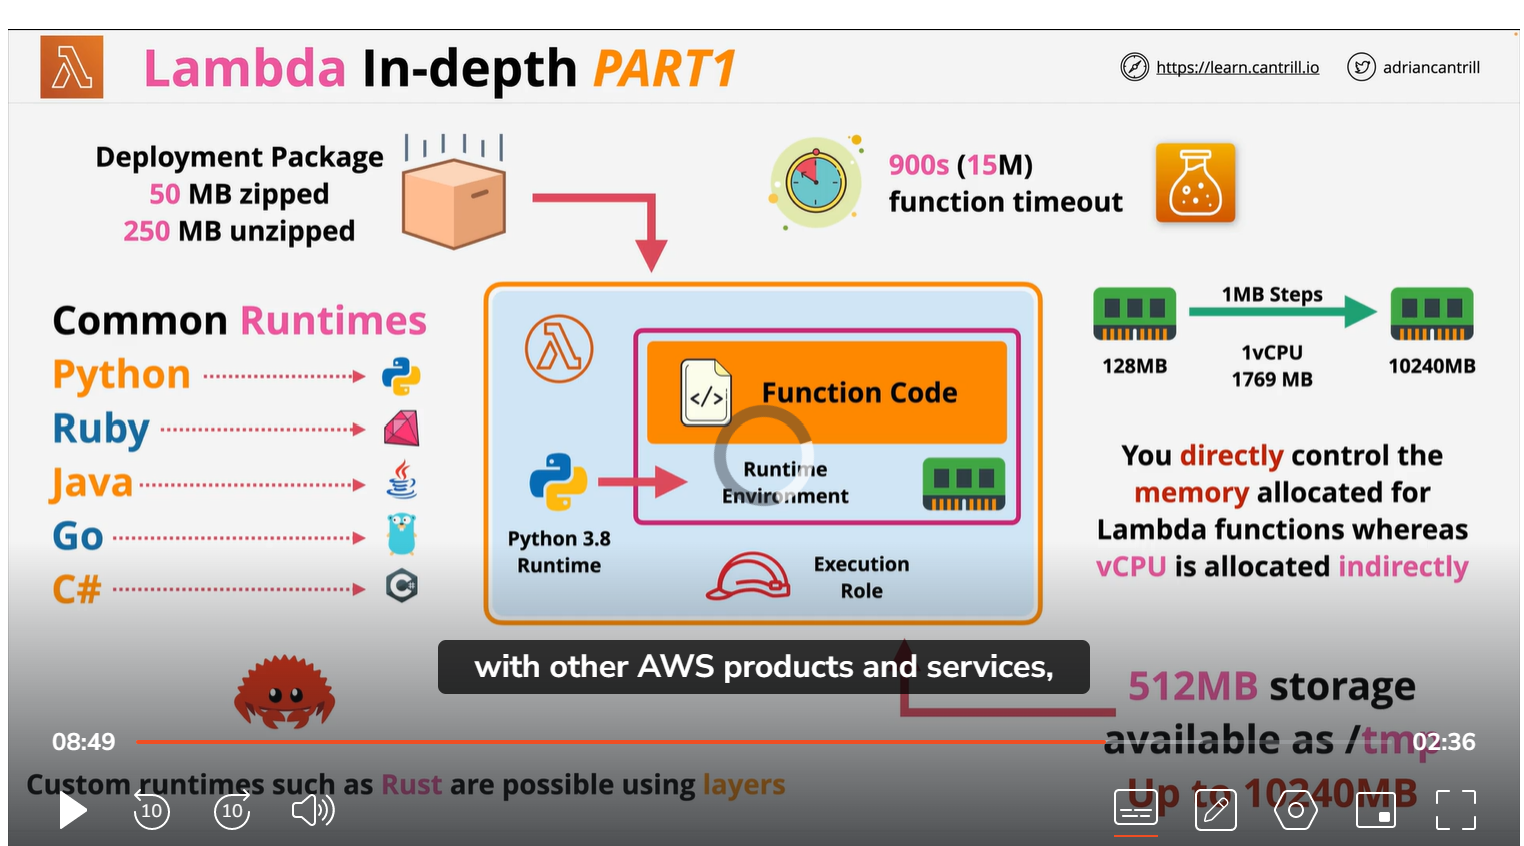 Lambda In-depth PART1
https://learn.cantrill.io
adriancantrill
Deployment Package
50 MB zipped
250 MB unzipped
900s (15M)
function timeout
Common Runtimes
Python
Ruby
Java
Go
C#
Function Code
Runtime
Environment
Python 3.8
Runtime
Execution
Role
1MB Steps
128MB
1vCPU
1769 MB
10240MB
You directly control the
memory allocated for
Lambda functions whereas
vCPU is allocated indirectly
with other AWS products and services,
512MB storage
available as /tmp
Up to 10240MB
08:49
02:36
Custom runtimes such as Rust are possible using layers
10
10